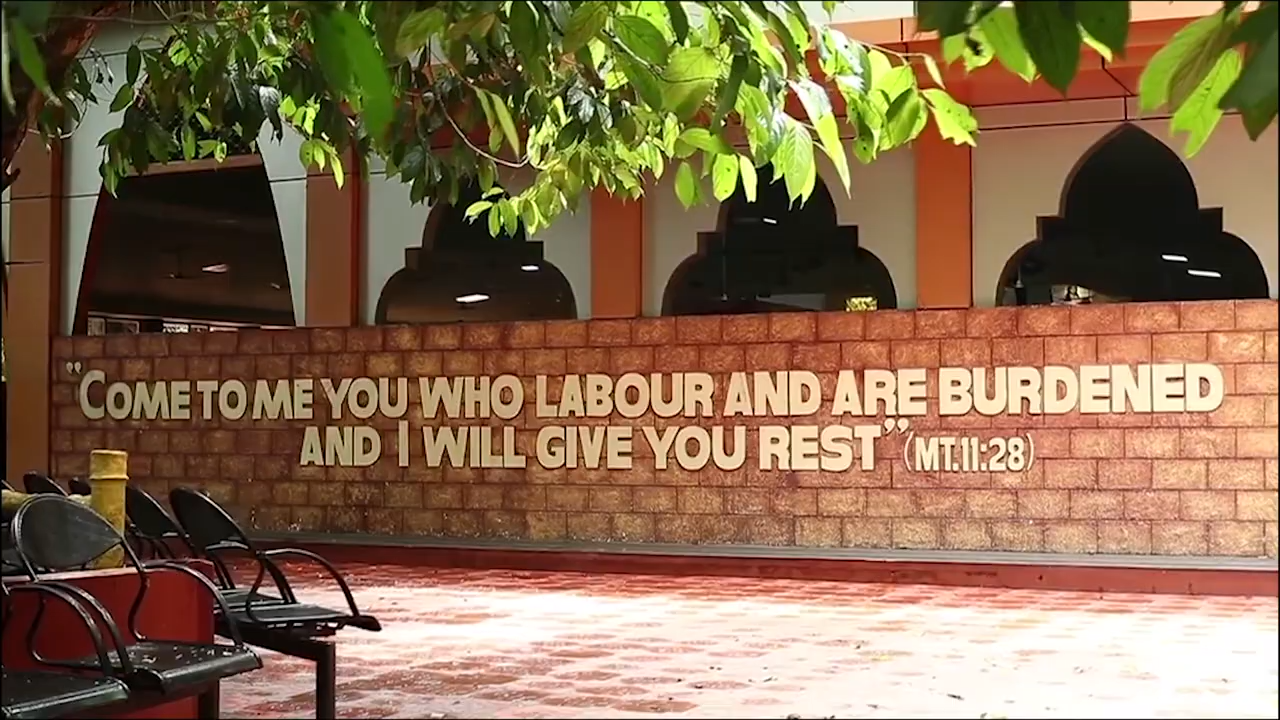 "COME TO ME YOU WHO LABOUR AND ARE BURDENED
AND I WILL GIVE YOU REST" (MT.11:28)